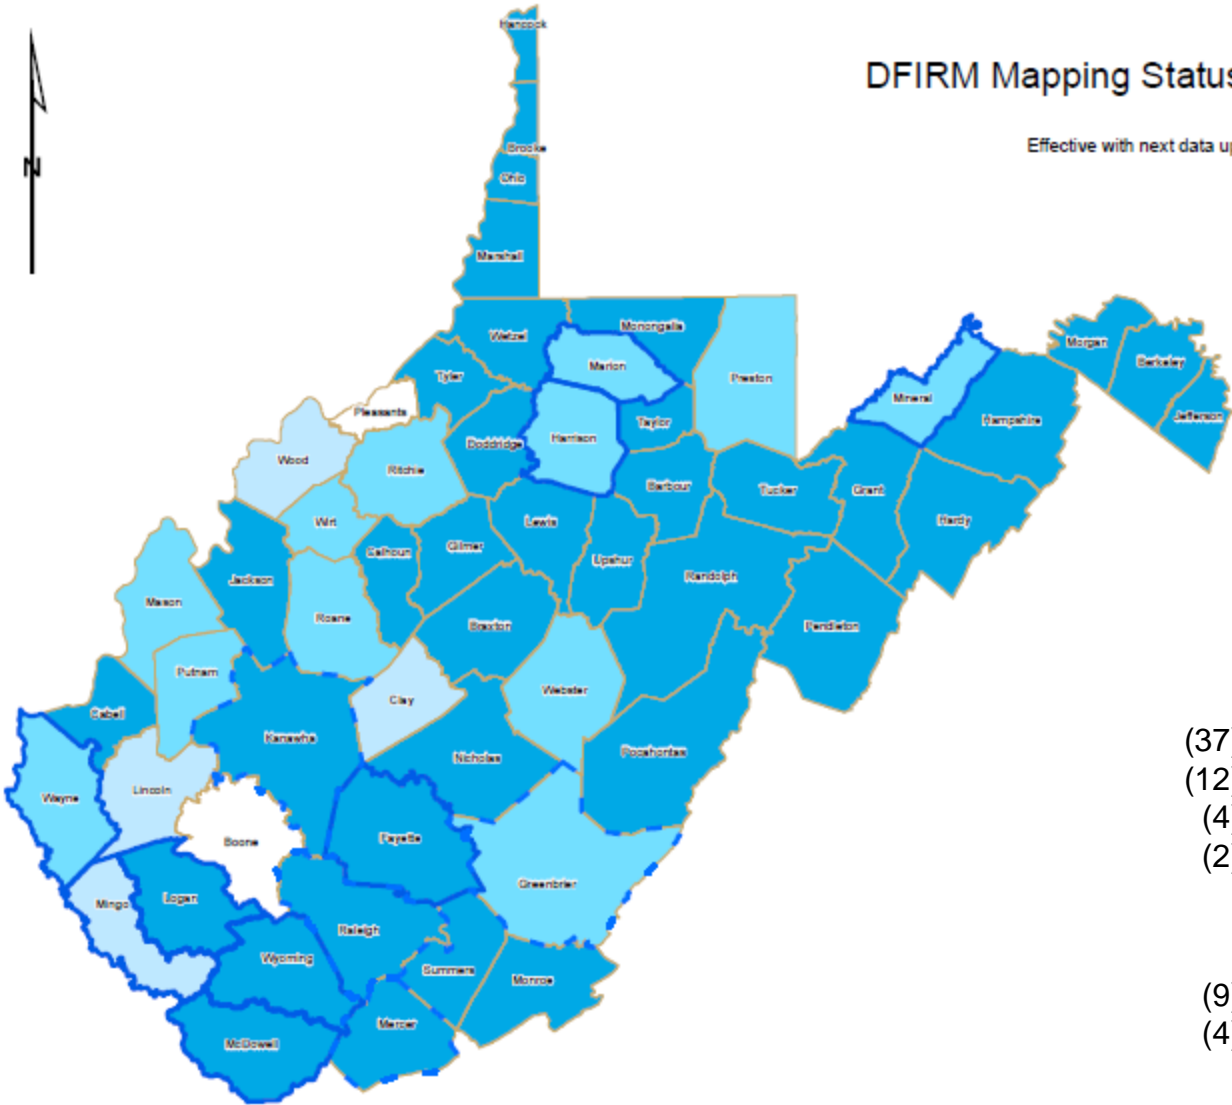 Hancock
DFIRM Mapping Status
Effective with next data up
N
Brooke
Ohio
Marshall
Wetzel
Monongalia
Marion
Preston
Morgan
Berkeley
Jefferson
Tyler
Mineral
Hampshire
Pleasants
Taylor
Doddridge
Harrison
Wood
Ritchie
Barbour
Tucker
Grant
Hardy
Wirt
Lewis
Calhoun
Gilmer
Upshur
Jackson
Randolph
Mason
Roane
Braxton
Pendleton
Putnam
Webster
Clay
Cabell
Kanawha
Nicholas
Pocahontas
(37)
(12)
(4)
(2)
Wayne
Lincoln
Boone
Fayette
Greenbrier
Mingo
Logan
Raleigh
Wyoming
Summers
Monroe
(9)
(4)
Mercer
McDowell